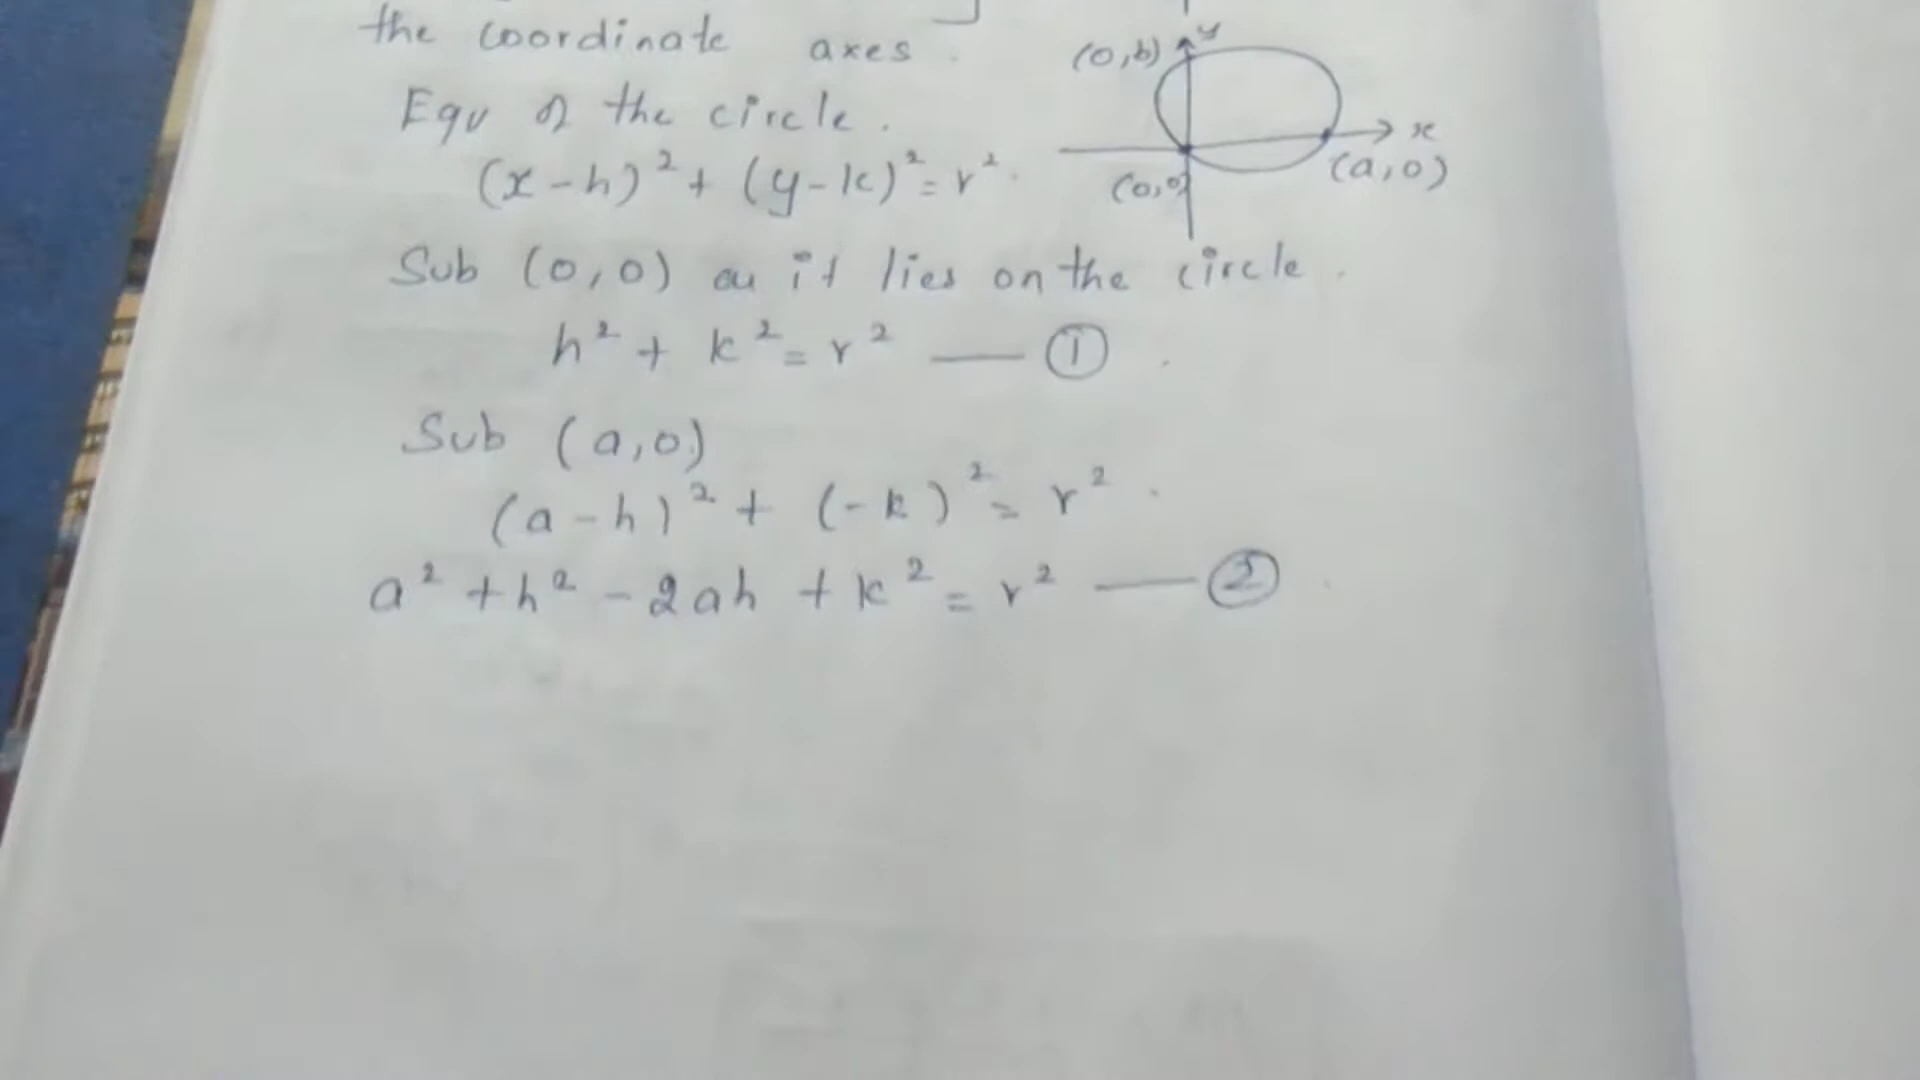 the coordinate axes.
(0,b) y
x
(a,0)
(0,0)
Equ of the circle.
(x-h)² + (y-k)² = r².
Sub (0,0) as it lies on the circle.
h² + k² = r² — ①
Sub (a,0)
(a-h)² + (-k)² = r².
a² + h² - 2ah + k² = r² — ②